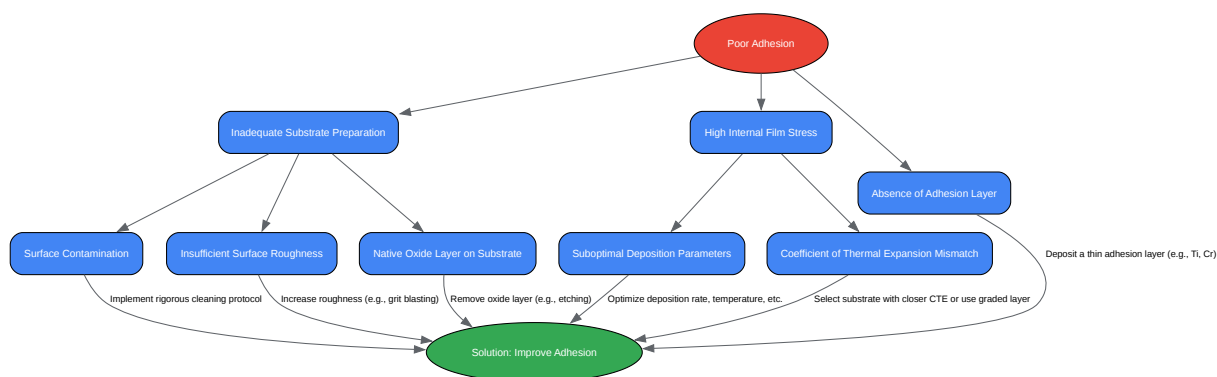 Poor Adhesion
Inadequate Substrate Preparation
High Internal Film Stress
Absence of Adhesion Layer
Surface Contamination
Insufficient Surface Roughness
Native Oxide Layer on Substrate
Suboptimal Deposition Parameters
Coefficient of Thermal Expansion Mismatch
Deposit a thin adhesion layer (e.g., Ti, Cr)
Implement rigorous cleaning protocol
Increase roughness (e.g., grit blasting)
Remove oxide layer (e.g., etching)
Optimize deposition rate, temperature, etc.
Select substrate with closer CTE or use graded layer
Solution: Improve Adhesion